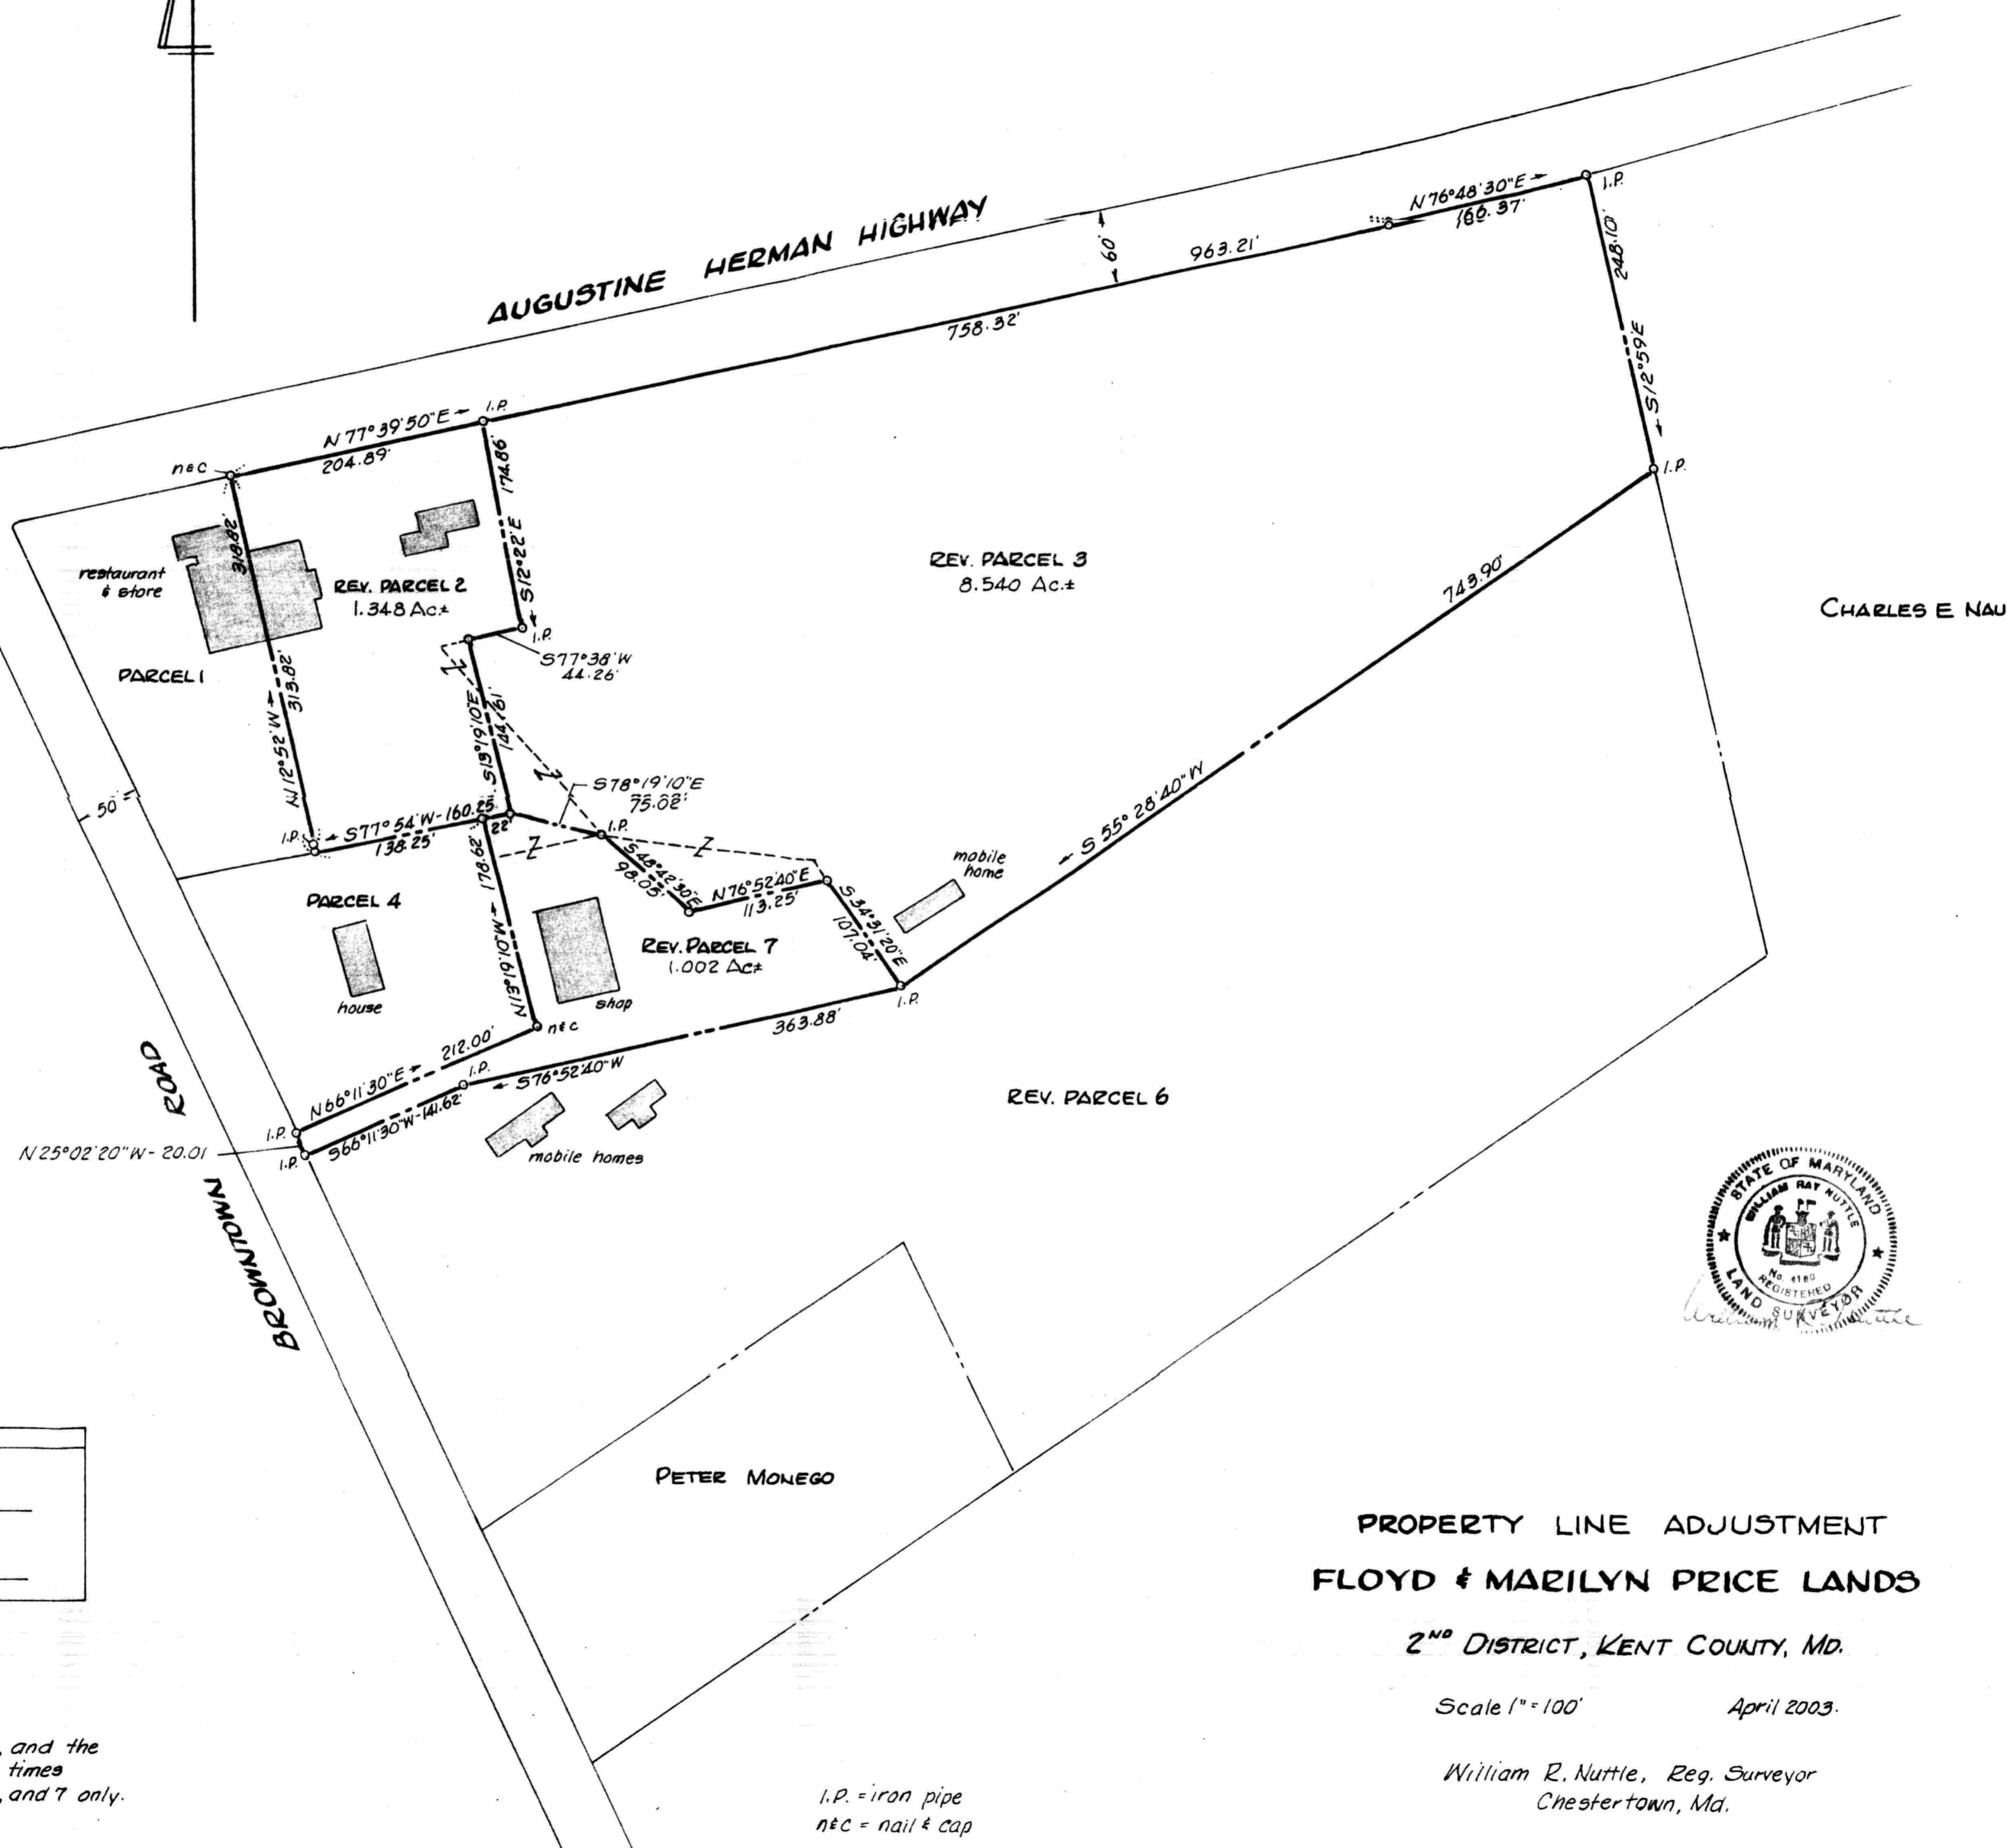 AUGUSTINE HERMAN HIGHWAY
N 76°48'30"E
166.37'
I.P.
60'
963.21'
758.32'
248.10'
S12°59'E
I.P.
N 77°39'50"E
204.89'
I.P.
n&c
174.86'
S12°22'E
I.P.
S77°38'W
44.26'
318.82'
restaurant
& store
REV. PARCEL 2
1.348 Ac.±
REV. PARCEL 3
8.540 Ac.±
743.90'
CHARLES E NAU
PARCEL 1
313.82'
N 12°52'W
S13°19'10"E
144.61'
Z
Z
S78°19'10"E
75.02'
S 55°28'40"W
50'
I.P.
S77°54'W-160.25'
138.25'
22'
I.P.
Z
Z
178.62'
N13°19'10"W
S48°42'30"E
98.05'
N76°52'40"E
113.25'
S 34°31'20"E
107.04'
mobile
home
PARCEL 4
house
REV. PARCEL 7
1.002 Ac±
shop
n&c
I.P.
363.88'
S76°52'40"W
212.00'
N66°11'30"E
I.P.
S66°11'30"W-141.62'
I.P.
I.P.
N25°02'20"W-20.01
mobile homes
REV. PARCEL 6
BROWNTOWN ROAD
STATE OF MARYLAND
WILLIAM RAY NUTTLE
REGISTERED
LAND SURVEYOR
PETER MONEGO
PROPERTY LINE ADJUSTMENT
FLOYD & MARILYN PRICE LANDS
2ND DISTRICT, KENT COUNTY, MD.
Scale 1"=100' April 2003.
William R. Nuttle, Reg. Surveyor
Chestertown, Md.
, and the
times
, and 7 only.
I.P. = iron pipe
n&c = nail & cap